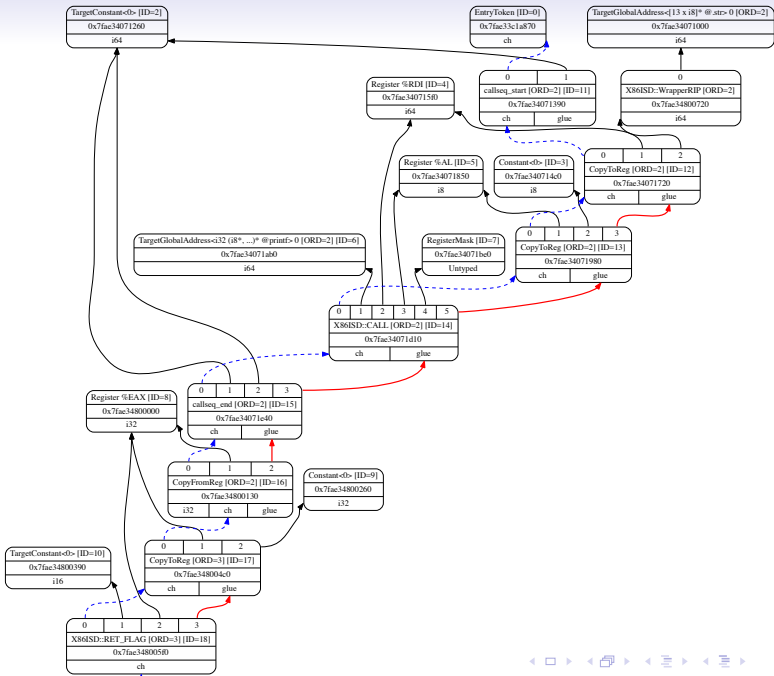 TargetConstant<0> [ID=2]
0x7fae34071260
i64
EntryToken [ID=0]
0x7fae33c1a870
ch
TargetGlobalAddress<[13 x i8]* @.str> 0 [ORD=2]
0x7fae34071000
i64
Register %RDI [ID=4]
0x7fae340715f0
i64
0 1
callseq_start [ORD=2] [ID=11]
0x7fae34071390
ch glue
0
X86ISD::WrapperRIP [ORD=2]
0x7fae34800720
i64
Register %AL [ID=5]
0x7fae34071850
i8
Constant<0> [ID=3]
0x7fae340714c0
i8
0 1 2
CopyToReg [ORD=2] [ID=12]
0x7fae34071720
ch glue
TargetGlobalAddress<i32 (i8*, ...)* @printf> 0 [ORD=2] [ID=6]
0x7fae34071ab0
i64
RegisterMask [ID=7]
0x7fae34071be0
Untyped
0 1 2 3
CopyToReg [ORD=2] [ID=13]
0x7fae34071980
ch glue
0 1 2 3 4 5
X86ISD::CALL [ORD=2] [ID=14]
0x7fae34071d10
ch glue
Register %EAX [ID=8]
0x7fae34800000
i32
0 1 2 3
callseq_end [ORD=2] [ID=15]
0x7fae34071e40
ch glue
0 1 2
CopyFromReg [ORD=2] [ID=16]
0x7fae34800130
i32 ch glue
Constant<0> [ID=9]
0x7fae34800260
i32
TargetConstant<0> [ID=10]
0x7fae34800390
i16
0 1 2
CopyToReg [ORD=3] [ID=17]
0x7fae348004c0
ch glue
0 1 2 3
X86ISD::RET_FLAG [ORD=3] [ID=18]
0x7fae348005f0
ch